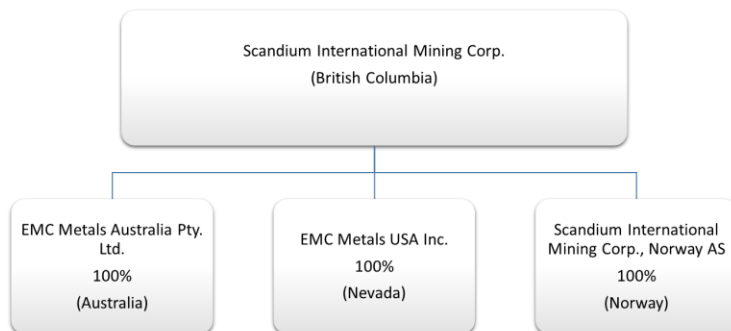 Scandium International Mining Corp.
(British Columbia)
EMC Metals Australia Pty.
Ltd.
100%
(Australia)
EMC Metals USA Inc.
100%
(Nevada)
Scandium International
Mining Corp., Norway AS
100%
(Norway)